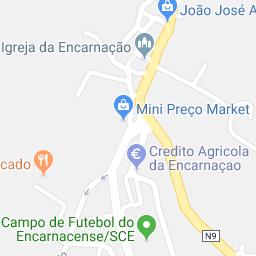 João José A
Igreja da Encarnação
Mini Preço Market
Credito Agricola
da Encarnaçao
cado
Campo de Futebol do
Encarnacense/SCE
N9